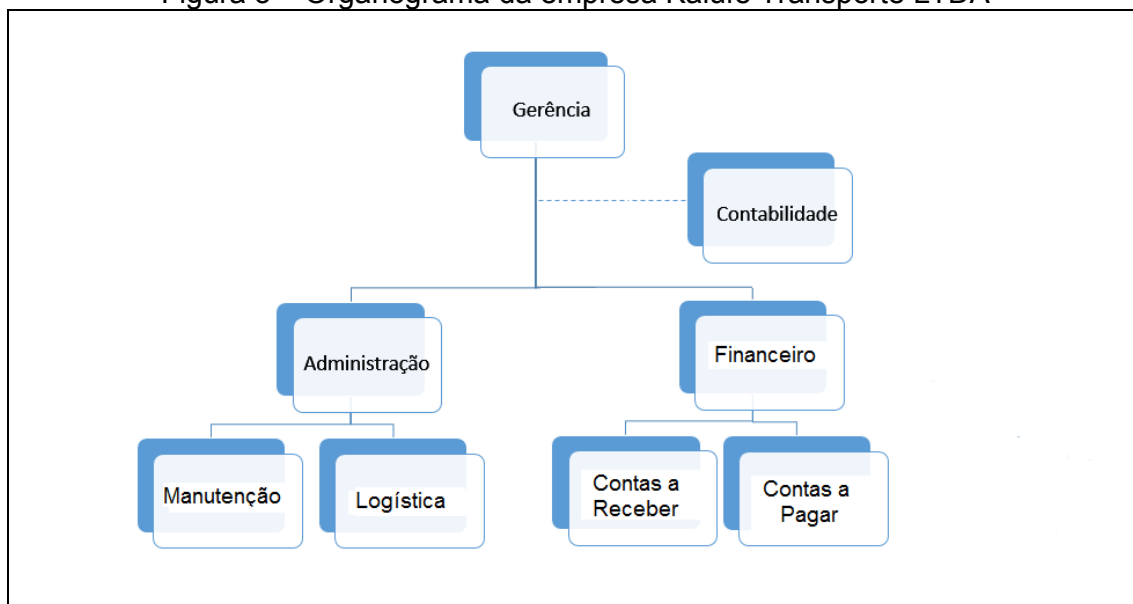 Organograma da empresa
Transporte LTDA
Gerência
Contabilidade
Administração
Financeiro
Manutenção
Logística
Contas a
Receber
Contas a
Pagar